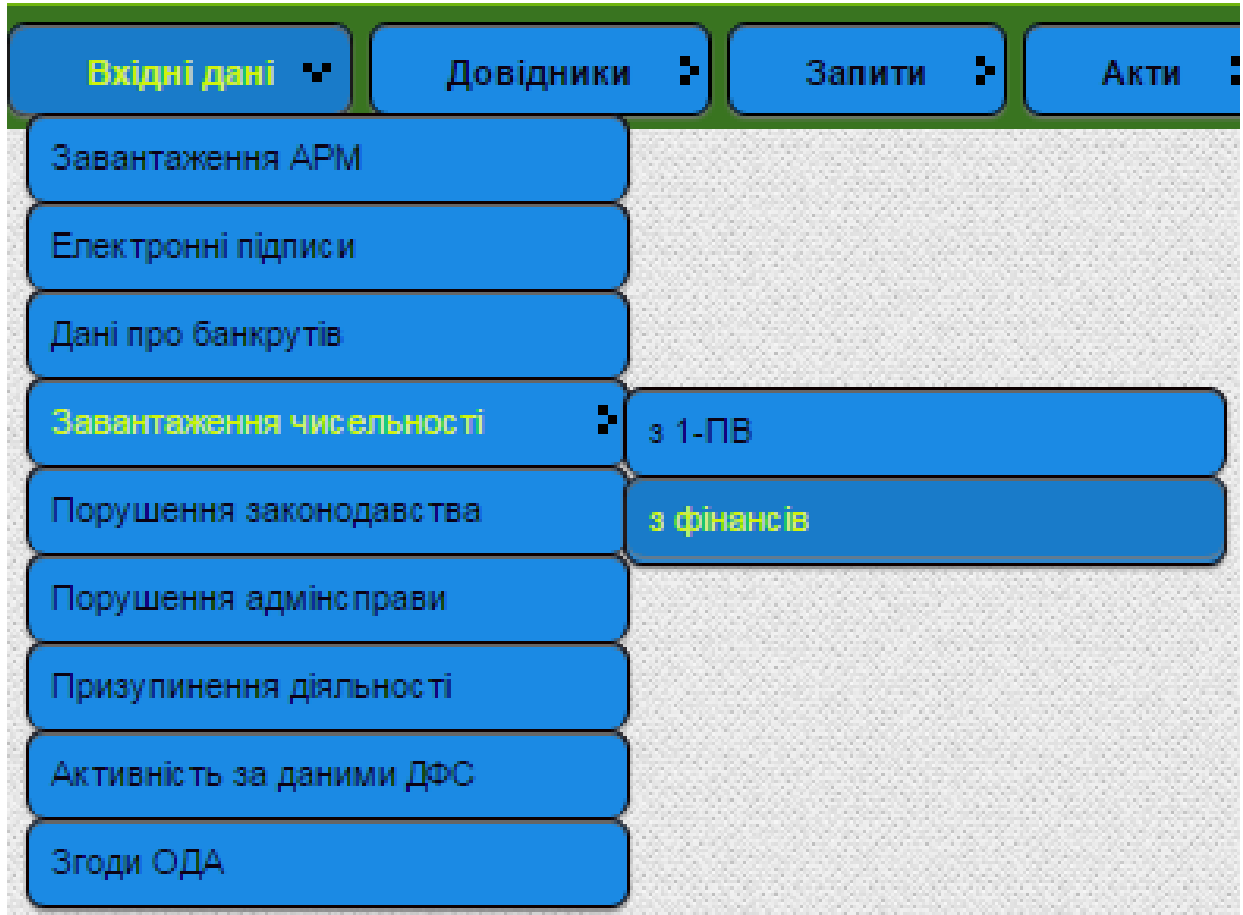 Вхідні дані
Довідники
Запити
Акти
Завантаження АРМ
Електронні підписи
Дані про банкрутів
Завантаження чисельності
з 1-ПВ
Порушення законодавства
з фінансів
Порушення адмінсправи
Призупинення діяльності
Активність за даними ДФС
Згоди ОДА